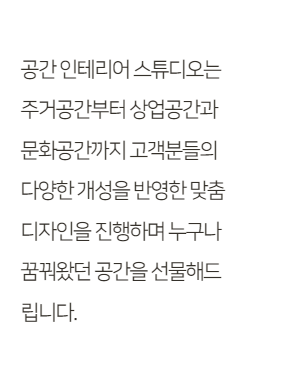 공간 인테리어 스튜디오는
주거공간부터 상업공간과
문화공간까지 고객분들의
다양한 개성을 반영한 맞춤
디자인을 진행하며 누구나
꿈꿔왔던 공간을 선물해드
립니다.